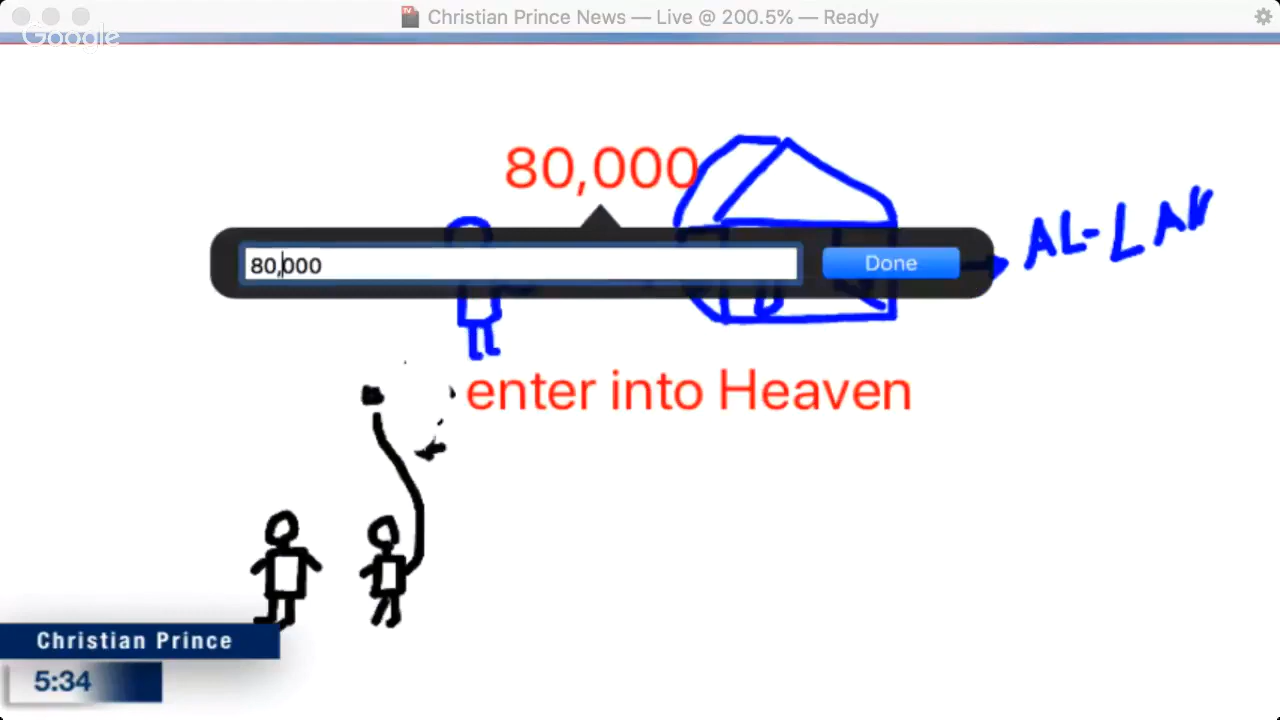 Christian Prince News — Live @ 200.5% — Ready
Google
80,000
80,000
Done
AL-LAH
enter into Heaven
Christian Prince
5:34